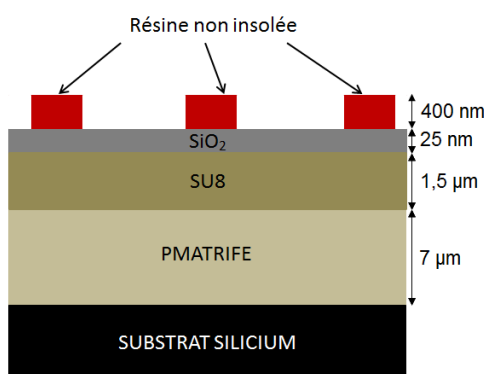 Résine non insolée
400 nm
SiO₂
25 nm
SU8
1,5 µm
PMATRIFE
7 µm
SUBSTRAT SILICIUM